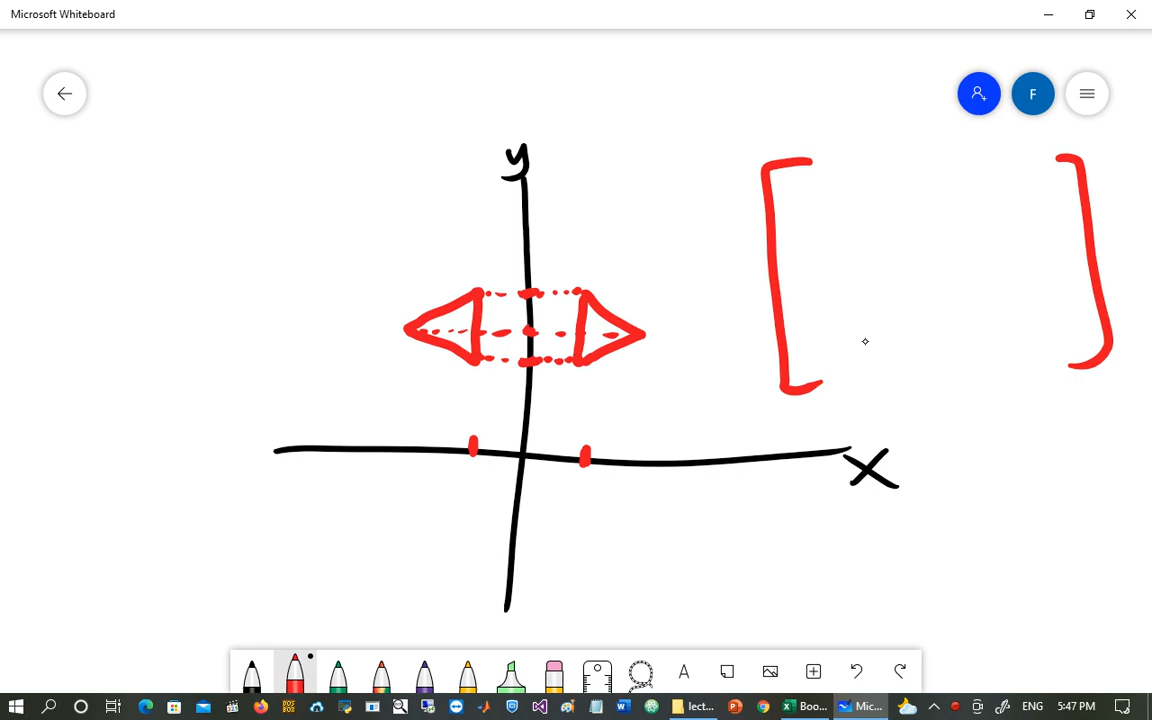 Microsoft Whiteboard
F
y
x
A
lect...
Boo...
Mic...
ENG
5:47 PM